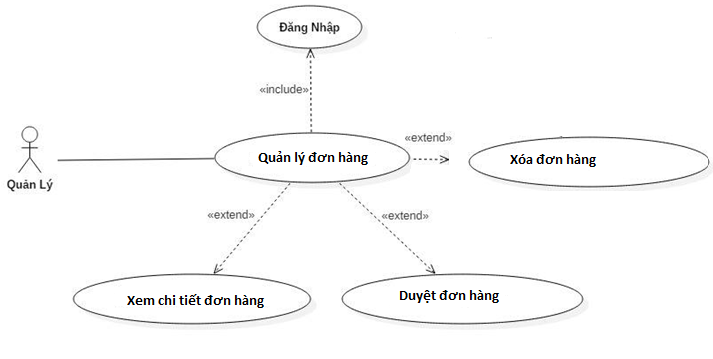 Đăng Nhập
«include»
Quản Lý
Quản lý đơn hàng
«extend»
Xóa đơn hàng
«extend»
«extend»
Xem chi tiết đơn hàng
Duyệt đơn hàng